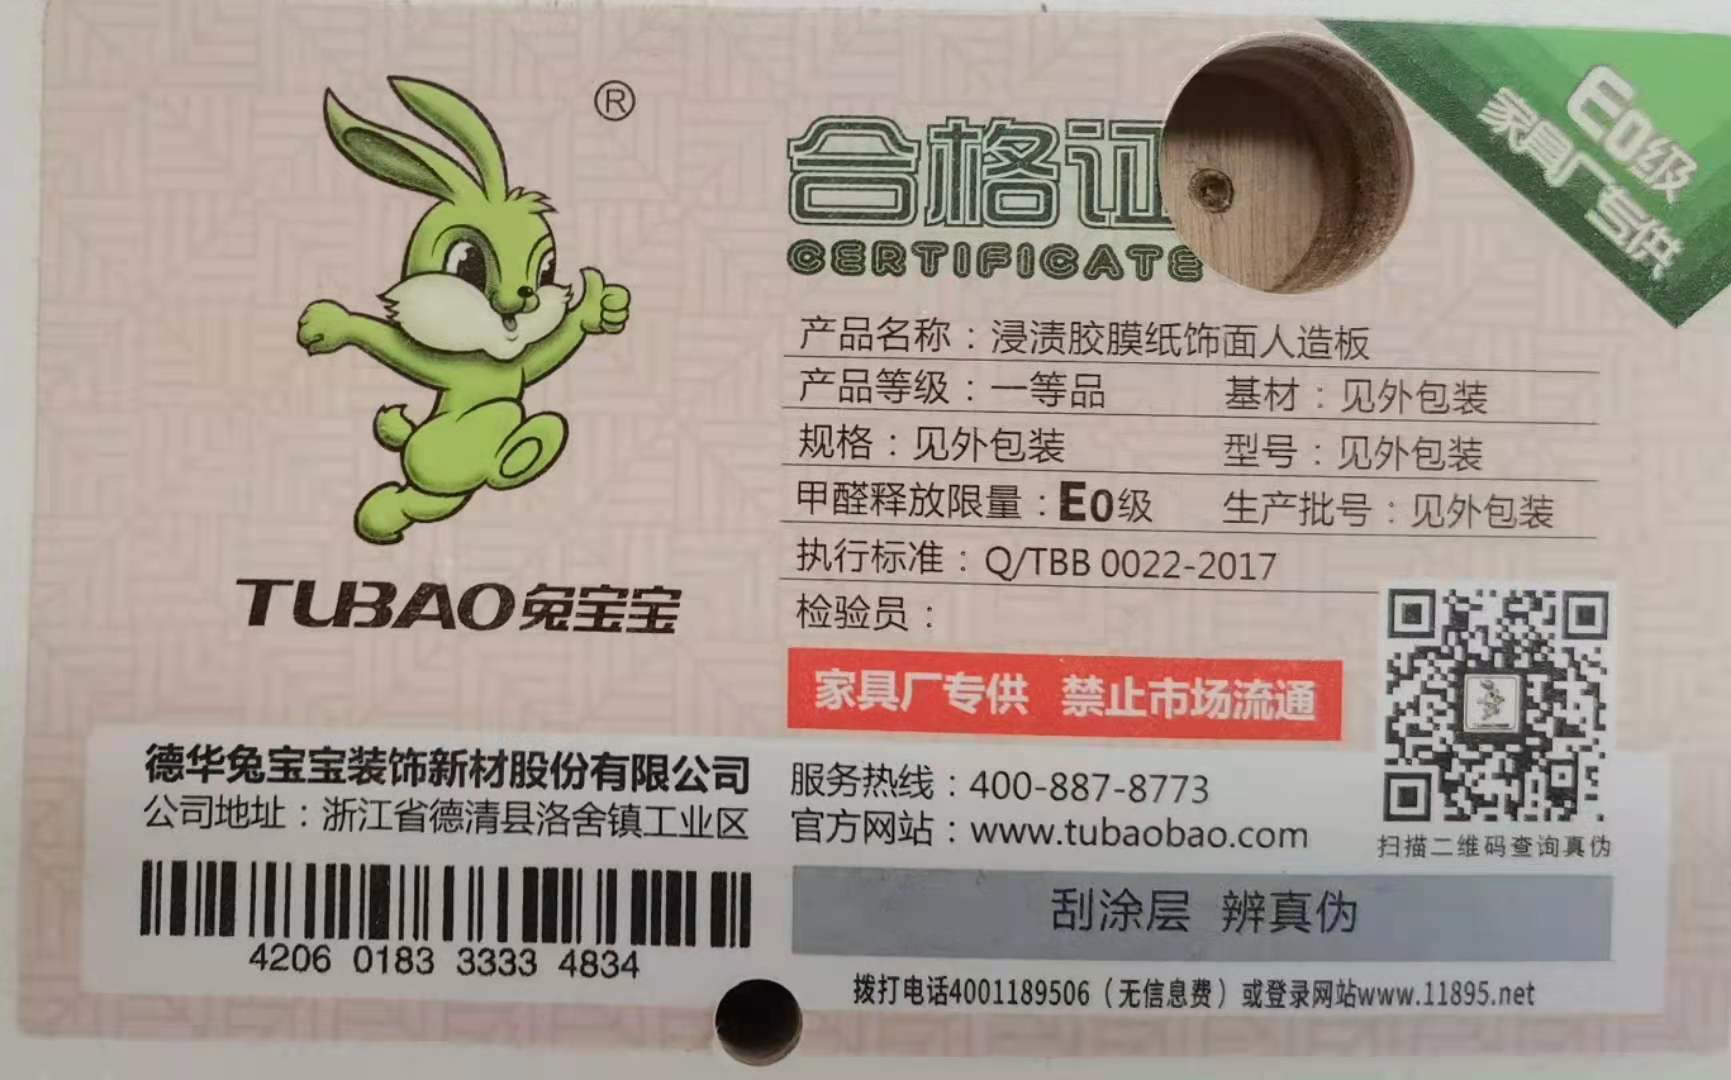 ®
E0级
家具厂专供
合格证
CERTIFICATE
产品名称：浸渍胶膜纸饰面人造板
产品等级：一等品 基材：见外包装
规格：见外包装 型号：见外包装
甲醛释放限量：E0级 生产批号：见外包装
执行标准：Q/TBB 0022-2017
检验员：
TUBAO兔宝宝
家具厂专供 禁止市场流通
德华兔宝宝装饰新材股份有限公司
公司地址：浙江省德清县洛舍镇工业区
服务热线：400-887-8773
官方网站：www.tubaobao.com
扫描二维码查询真伪
4206 0183 3333 4834
刮涂层 辨真伪
拨打电话4001189506（无信息费）或登录网站www.11895.net